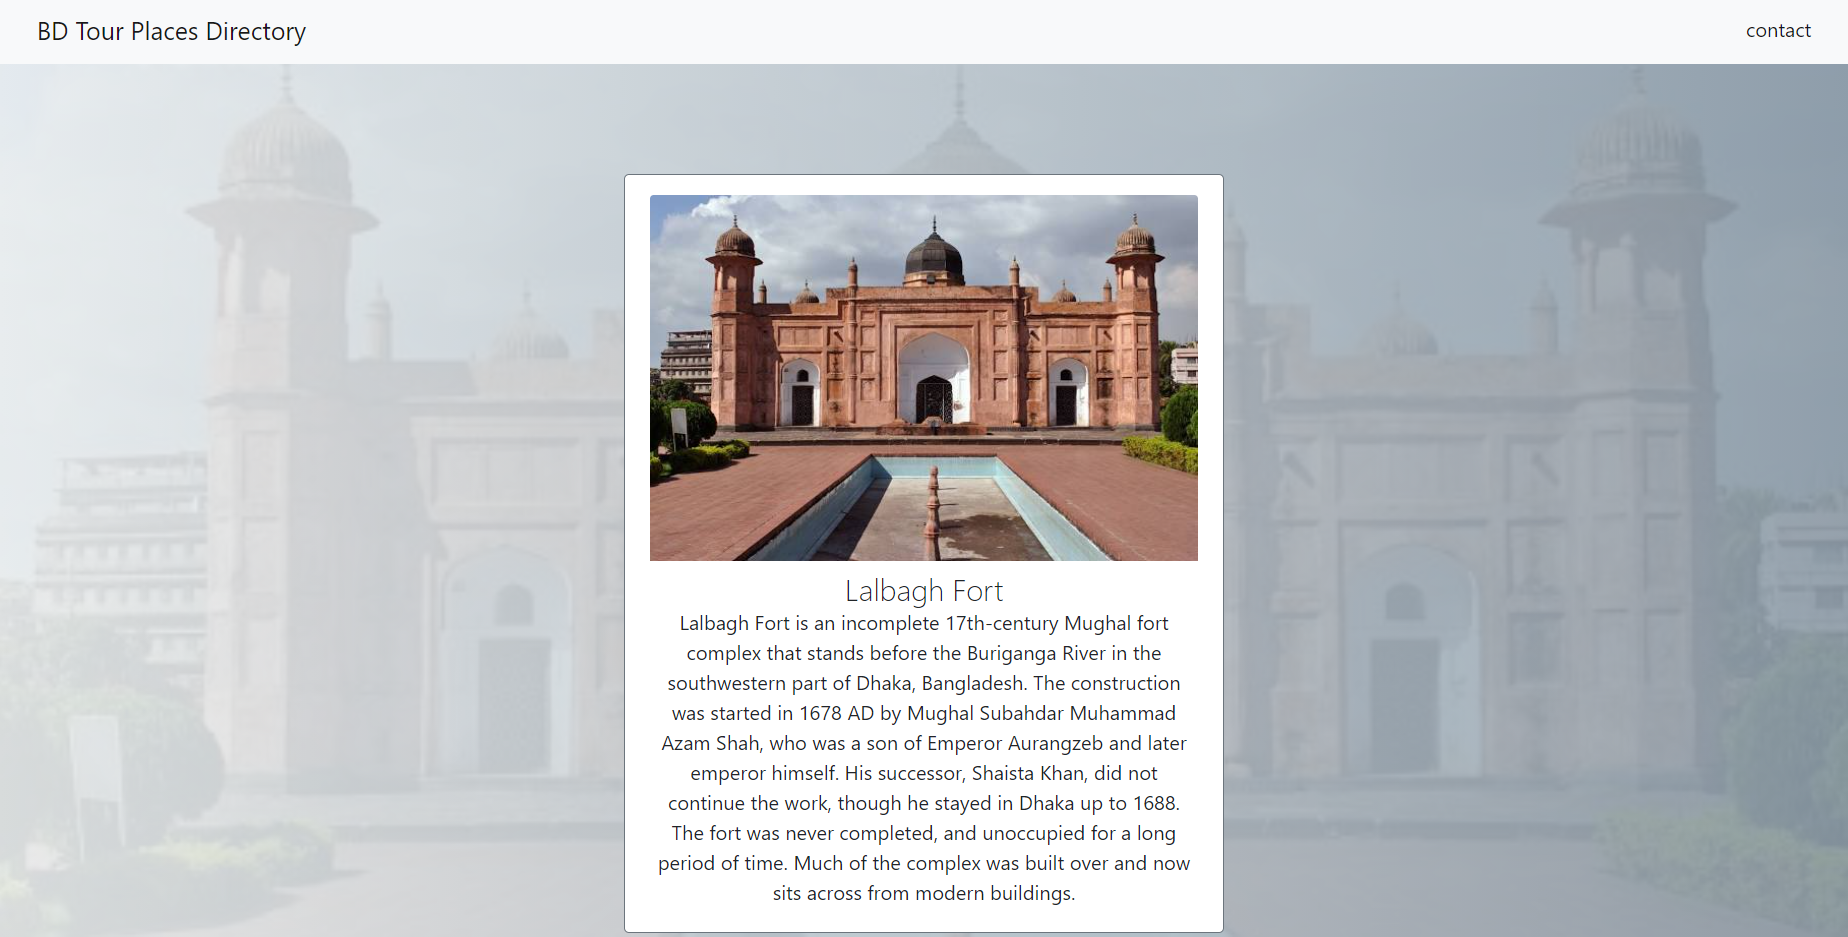 BD Tour Places Directory
contact
Lalbagh Fort
Lalbagh Fort is an incomplete 17th-century Mughal fort
complex that stands before the Buriganga River in the
southwestern part of Dhaka, Bangladesh. The construction
was started in 1678 AD by Mughal Subahdar Muhammad
Azam Shah, who was a son of Emperor Aurangzeb and later
emperor himself. His successor, Shaista Khan, did not
continue the work, though he stayed in Dhaka up to 1688.
The fort was never completed, and unoccupied for a long
period of time. Much of the complex was built over and now
sits across from modern buildings.